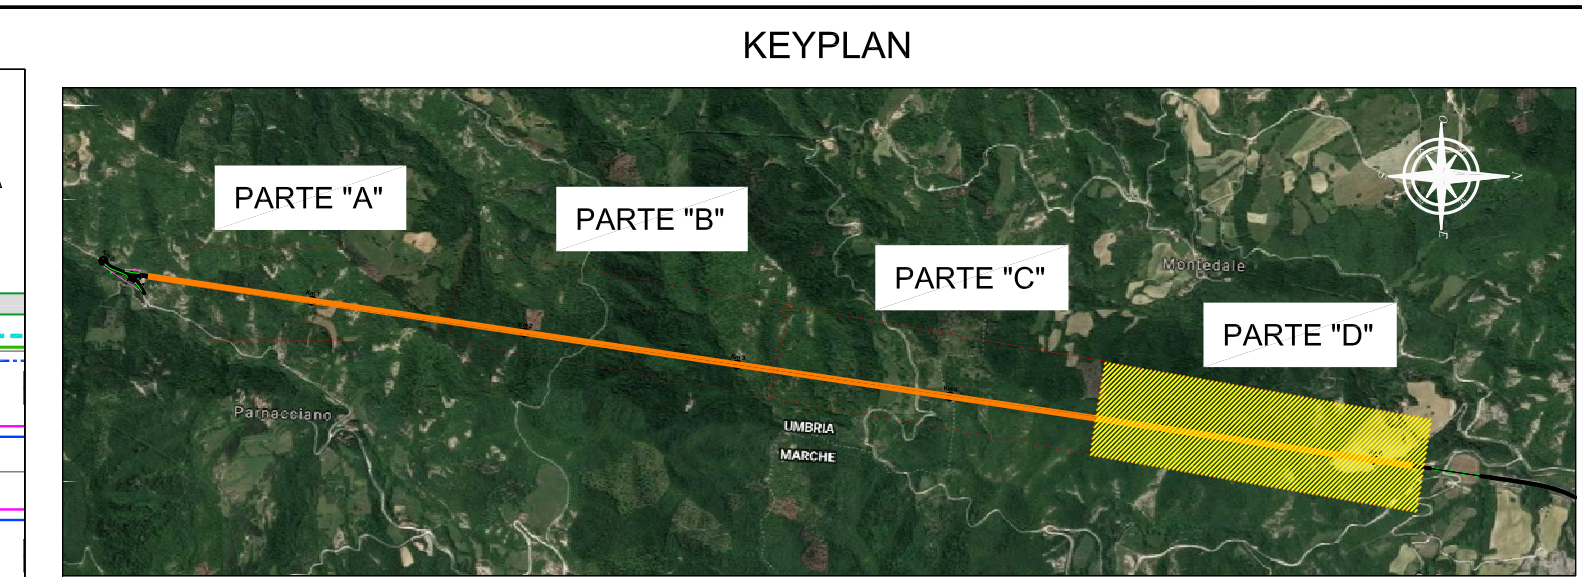 KEYPLAN
PARTE "A"
PARTE "B"
PARTE "C"
PARTE "D"
Montedale
Parnacciano
UMBRIA
MARCHE
O
N
S
E